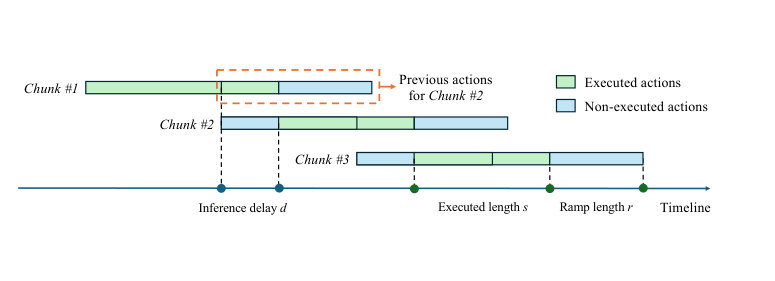 Chunk #1
Previous actions
for Chunk #2
Executed actions
Non-executed actions
Chunk #2
Chunk #3
Inference delay d
Executed length s
Ramp length r
Timeline